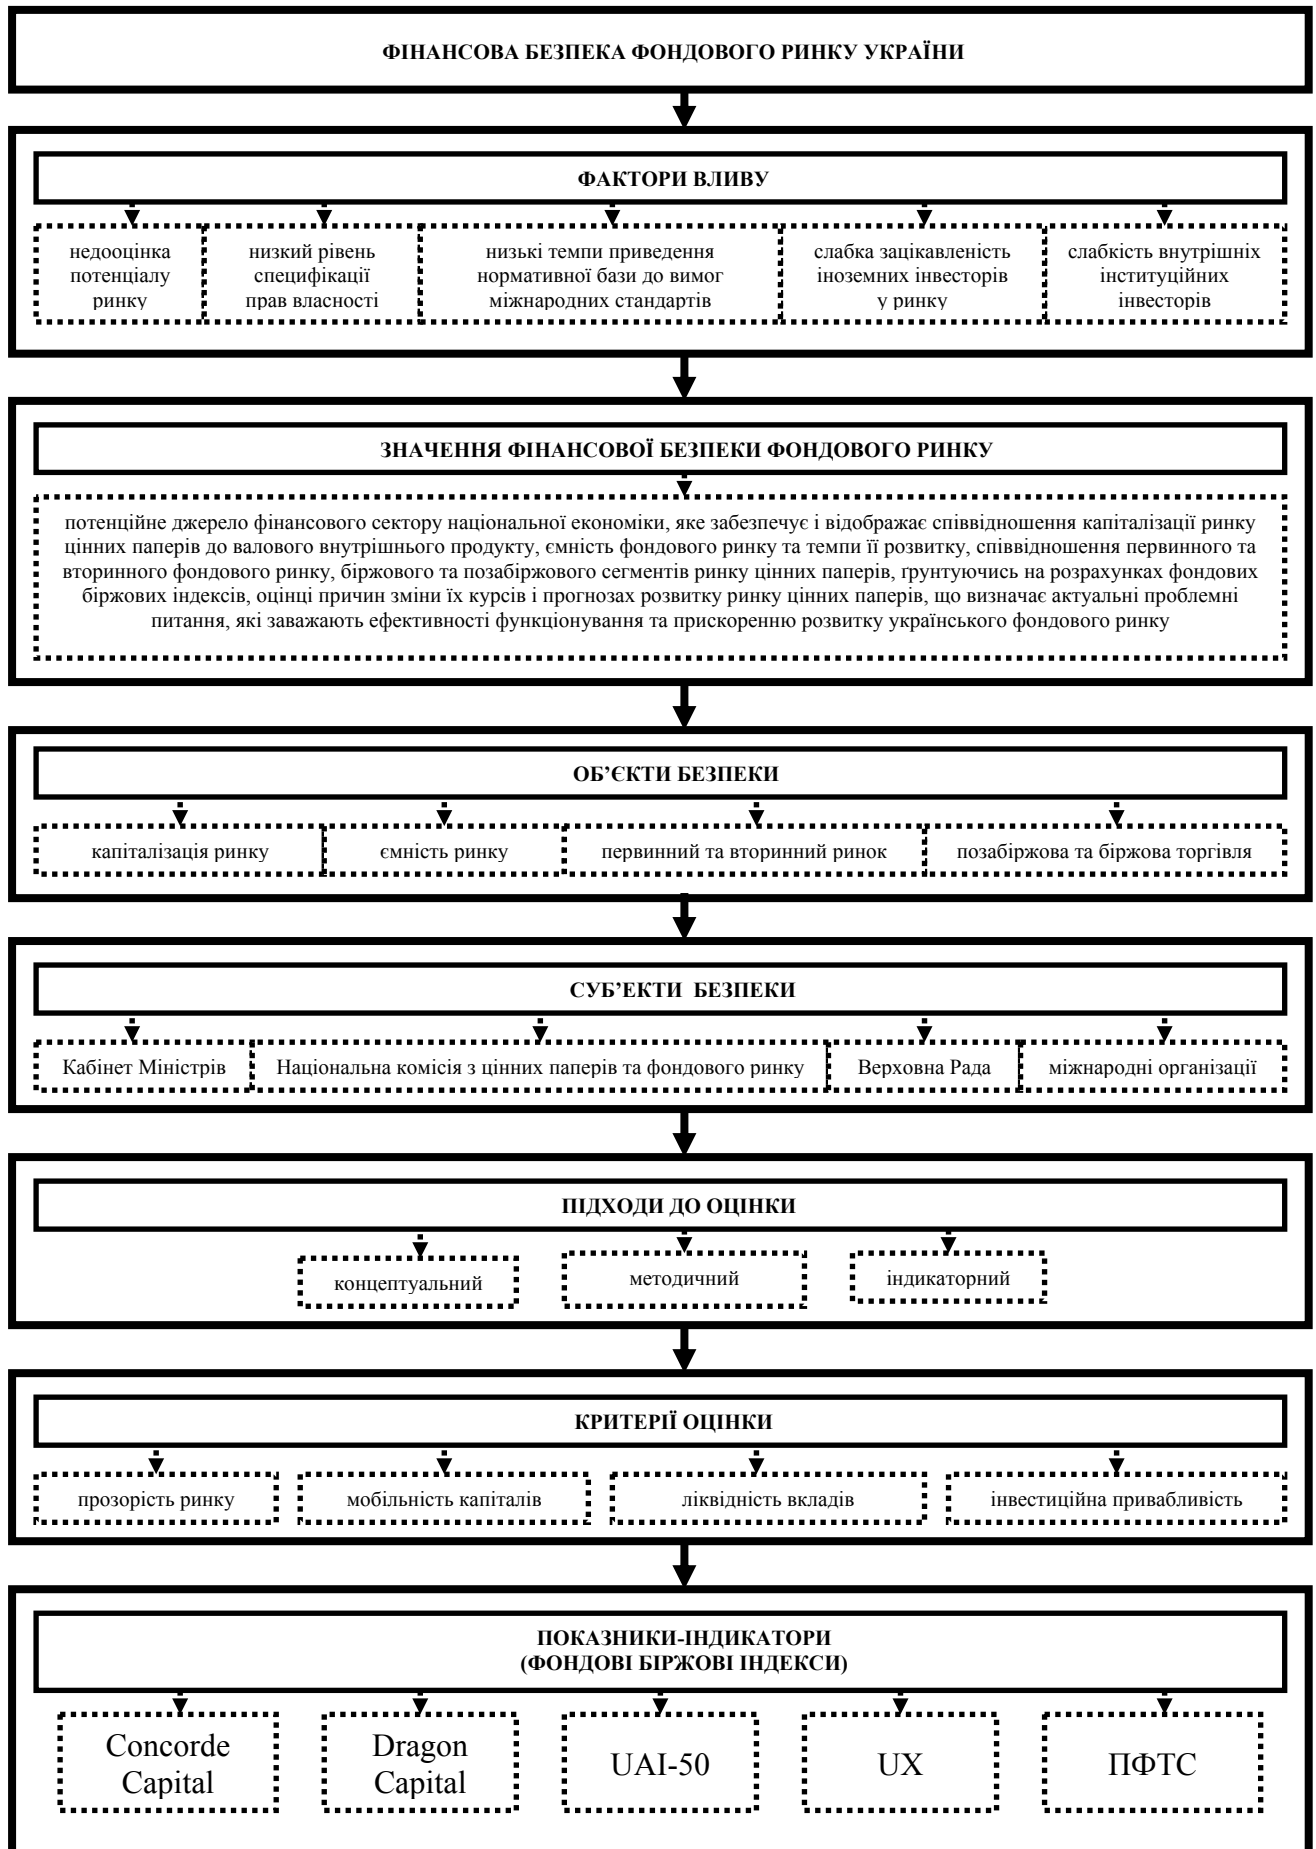 ФІНАНСОВА БЕЗПЕКА ФОНДОВОГО РИНКУ УКРАЇНИ
ФАКТОРИ ВЛИВУ
недооцінка
потенціалу
ринку
низкий рівень
специфікації
прав власності
низькі темпи приведення
нормативної бази до вимог
міжнародних стандартів
слабка зацікавленість
іноземних інвесторів
у ринку
слабкість внутрішніх
інституційних
інвесторів
ЗНАЧЕННЯ ФІНАНСОВОЇ БЕЗПЕКИ ФОНДОВОГО РИНКУ
потенційне джерело фінансового сектору національної економіки, яке забезпечує і відображає співвідношення капіталізації ринку
цінних паперів до валового внутрішнього продукту, ємність фондового ринку та темпи її розвитку, співвідношення первинного та
вторинного фондового ринку, біржового та позабіржового сегментів ринку цінних паперів, ґрунтуючись на розрахунках фондових
біржових індексів, оцінці причин зміни їх курсів і прогнозах розвитку ринку цінних паперів, що визначає актуальні проблемні
питання, які заважають ефективності функціонування та прискоренню розвитку українського фондового ринку
ОБ’ЄКТИ БЕЗПЕКИ
капіталізація ринку
ємність ринку
первинний та вторинний ринок
позабіржова та біржова торгівля
СУБ’ЕКТИ БЕЗПЕКИ
Кабінет Міністрів
Національна комісія з цінних паперів та фондового ринку
Верховна Рада
міжнародні організації
ПІДХОДИ ДО ОЦІНКИ
концептуальний
методичний
індикаторний
КРИТЕРІЇ ОЦІНКИ
прозорість ринку
мобільність капіталів
ліквідність вкладів
інвестиційна привабливість
ПОКАЗНИКИ-ІНДИКАТОРИ
(ФОНДОВІ БІРЖОВІ ІНДЕКСИ)
Concorde
Capital
Dragon
Capital
UAI-50
UX
ПФТС